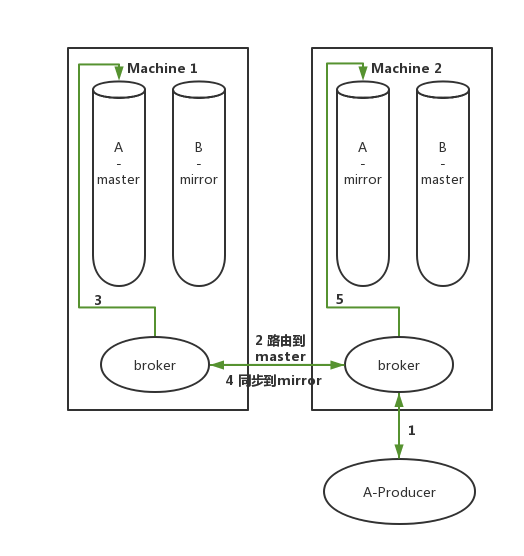 Machine 1
Machine 2
A
-
master
B
-
mirror
A
-
mirror
B
-
master
3
5
2 路由到
master
4 同步到mirror
broker
broker
1
A-Producer